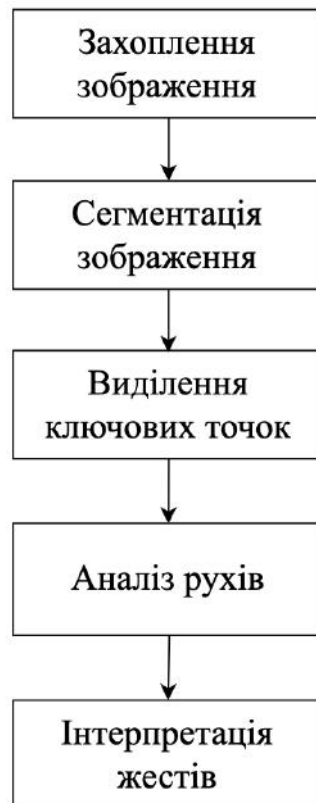 Захоплення
зображення
Сегментація
зображення
Виділення
ключових точок
Аналіз рухів
Інтерпретація
жестів